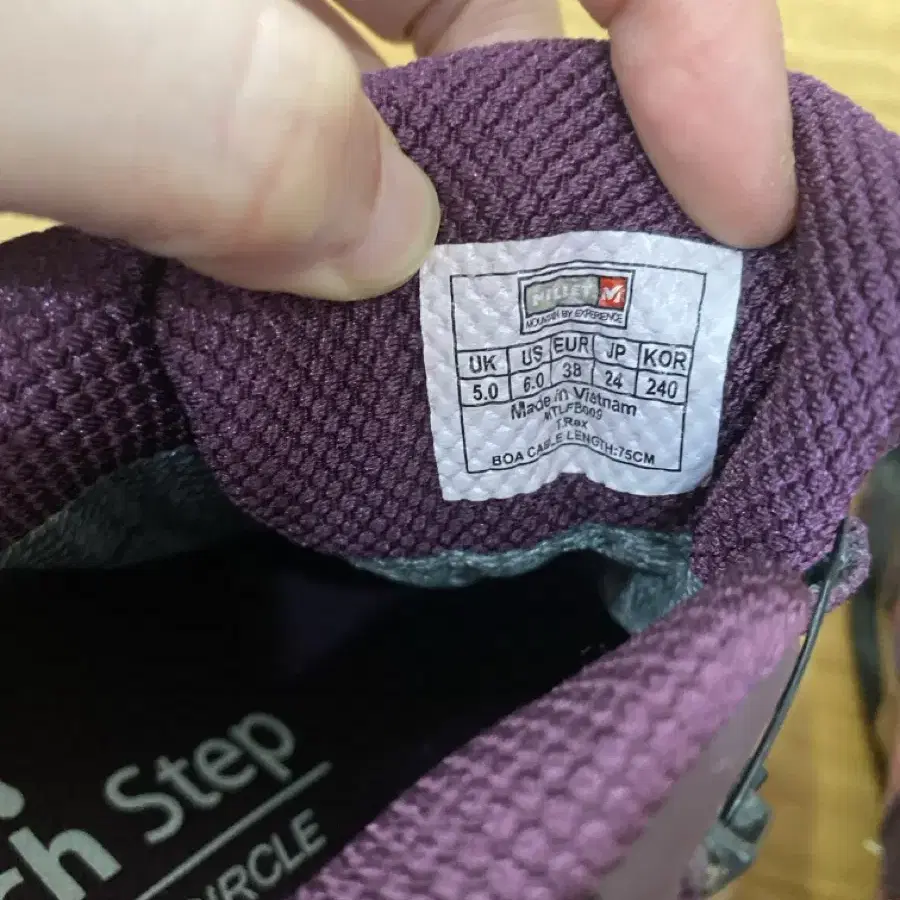 MILLET
MOUNTAIN BY EXPERIENCE
UK US EUR JP KOR
5.0 6.0 38 24 240
Made in Vietnam
MTLFB009
T.Rex
BOA CABLE LENGTH:75CM
Step